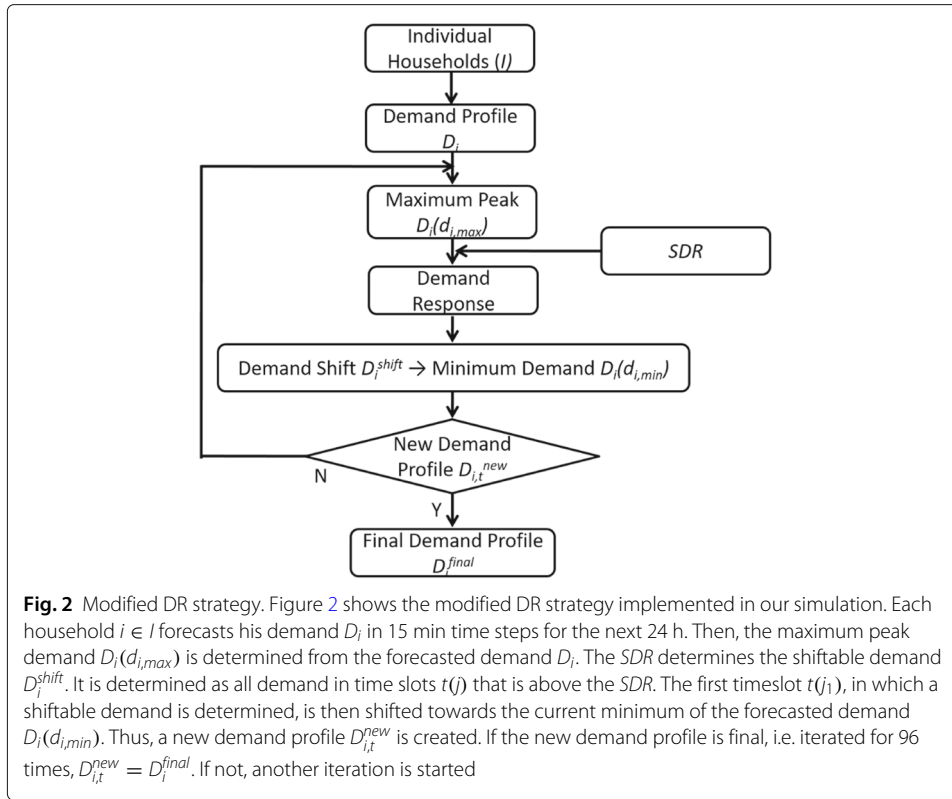 Individual
Households (I)
Demand Profile
Dᵢ
Maximum Peak
Dᵢ(dᵢ,ₘₐₓ)
SDR
Demand
Response
Demand Shift Dᵢˢʰⁱᶠᵗ → Minimum Demand Dᵢ(dᵢ,ₘᵢₙ)
New Demand
Profile Dᵢ,ₜⁿᵉʷ
N
Y
Final Demand Profile
Dᵢᶠⁱⁿᵃˡ
Fig. 2 Modified DR strategy. Figure 2 shows the modified DR strategy implemented in our simulation. Each
household i ∈ I forecasts his demand Dᵢ in 15 min time steps for the next 24 h. Then, the maximum peak
demand Dᵢ(dᵢ,ₘₐₓ) is determined from the forecasted demand Dᵢ. The SDR determines the shiftable demand
Dᵢˢʰⁱᶠᵗ. It is determined as all demand in time slots t(j) that is above the SDR. The first timeslot t(j₁), in which a
shiftable demand is determined, is then shifted towards the current minimum of the forecasted demand
Dᵢ(dᵢ,ₘᵢₙ). Thus, a new demand profile Dᵢ,ₜⁿᵉʷ is created. If the new demand profile is final, i.e. iterated for 96
times, Dᵢ,ₜⁿᵉʷ = Dᵢᶠⁱⁿᵃˡ. If not, another iteration is started